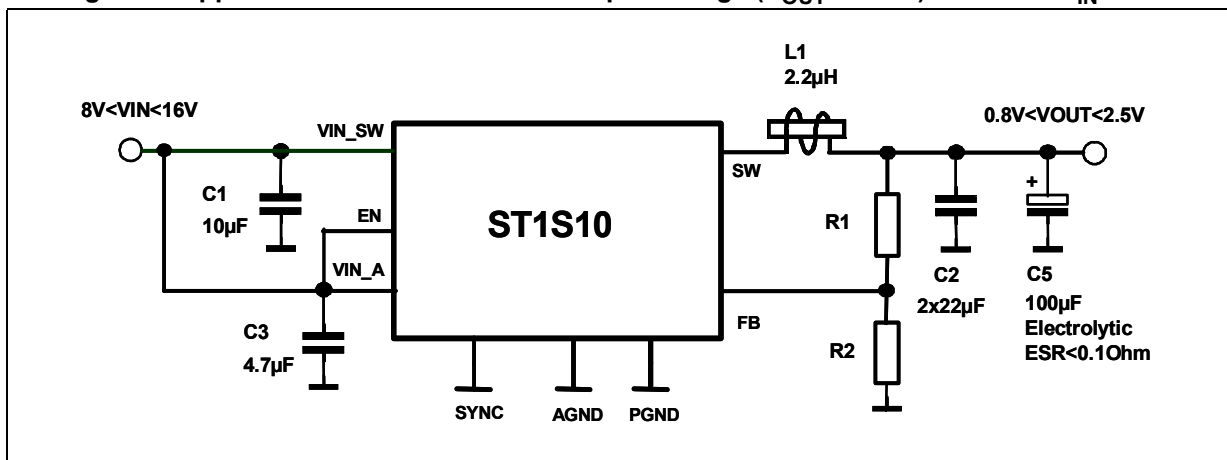 L1
2.2µH
8V<VIN<16V
0.8V<VOUT<2.5V
VIN_SW
SW
C1
10µF
EN
ST1S10
R1
+
VIN_A
C2
2x22µF
C5
100µF
Electrolytic
ESR<0.1Ohm
FB
C3
4.7µF
R2
SYNC
AGND
PGND